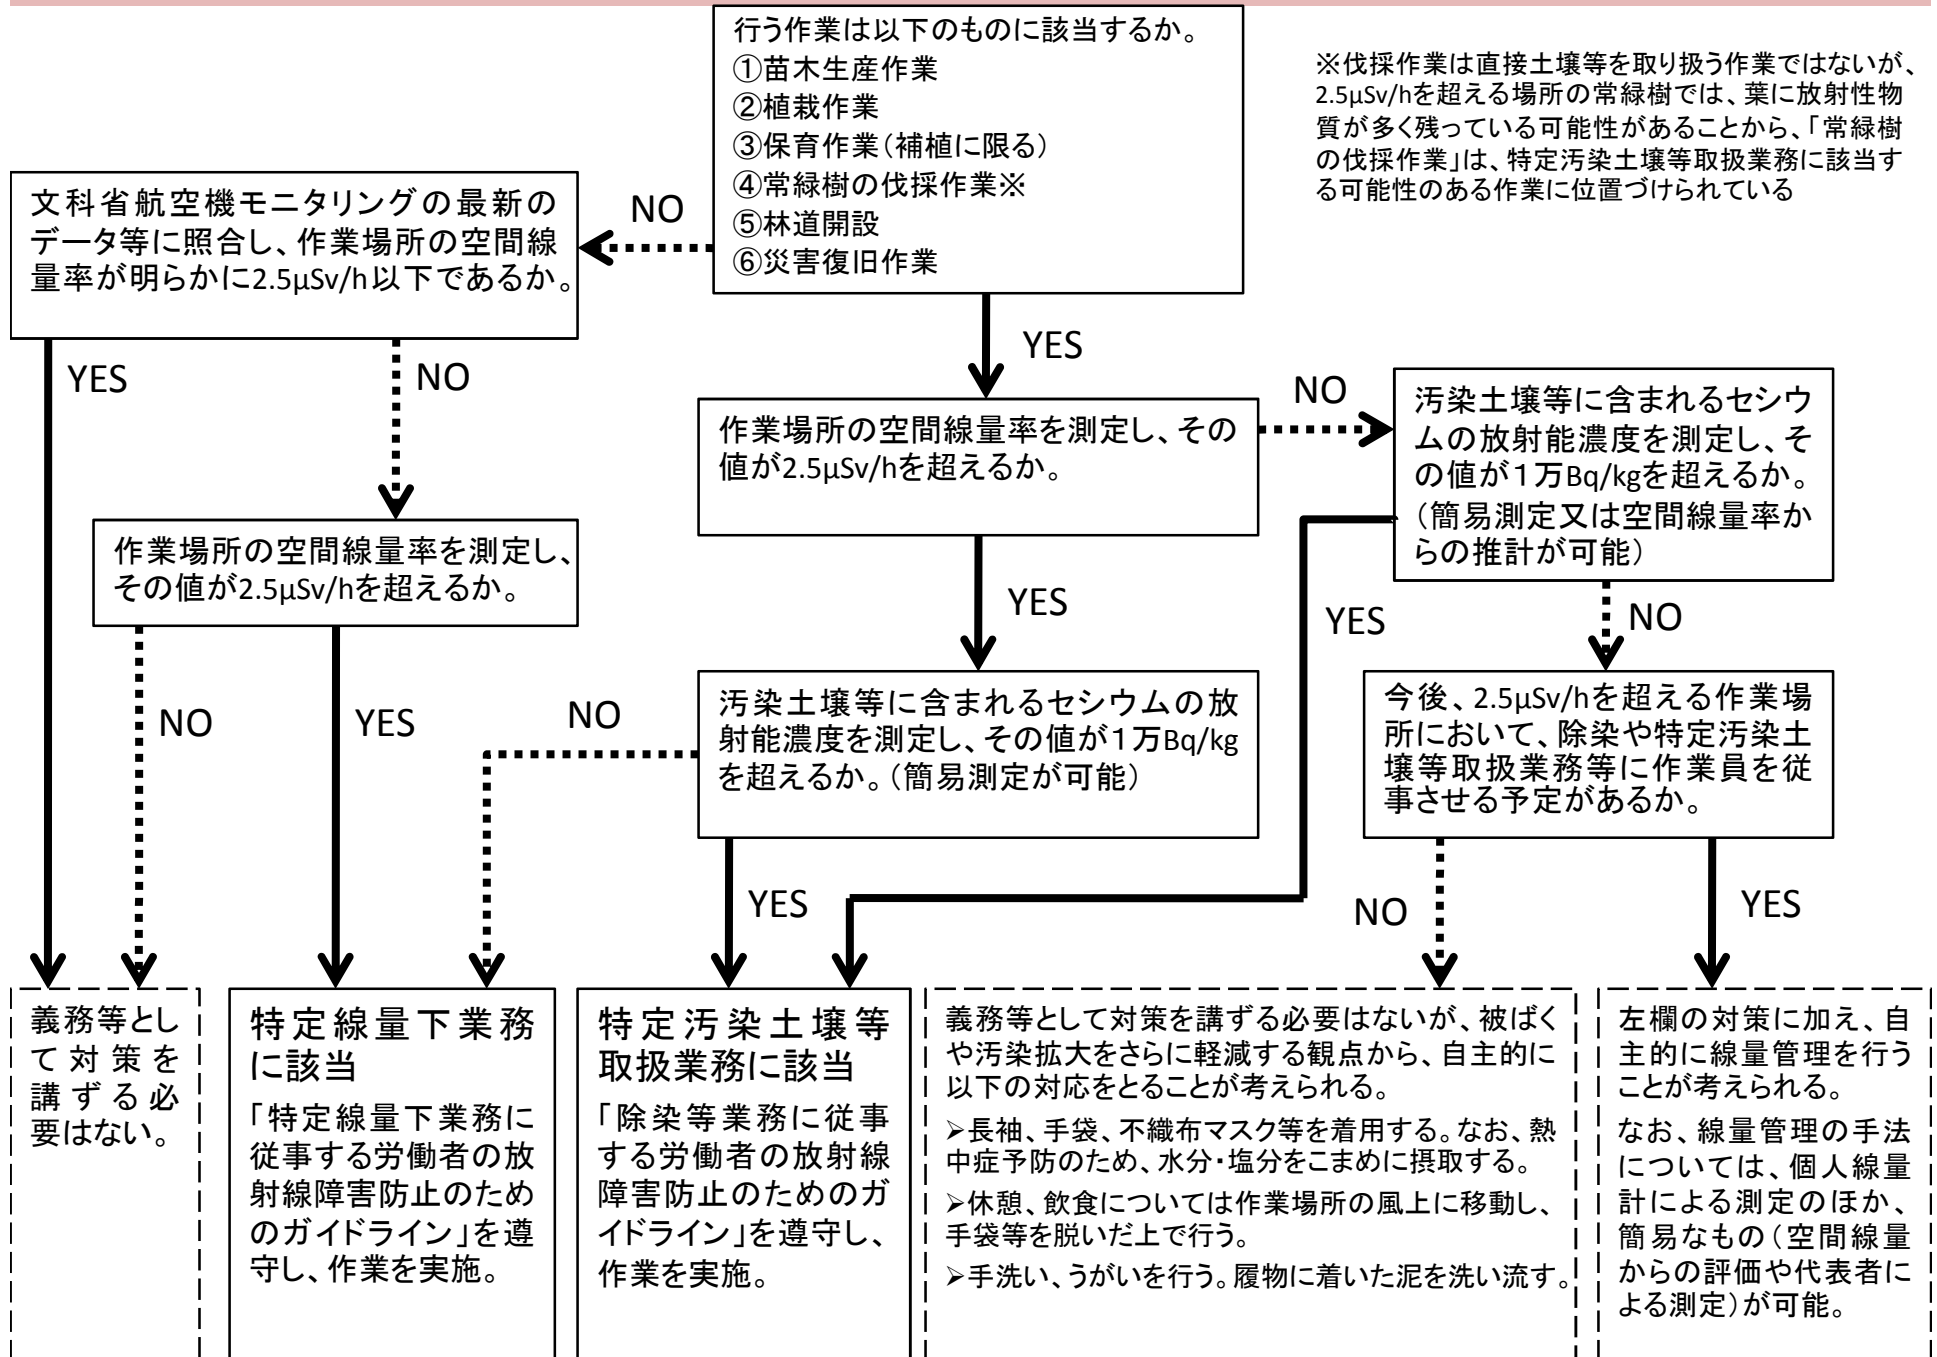 行う作業は以下のものに該当するか。
①苗木生産作業
②植栽作業
③保育作業（補植に限る）
④常緑樹の伐採作業※
⑤林道開設
⑥災害復旧作業
※伐採作業は直接土壌等を取り扱う作業ではないが、
2.5μSv/hを超える場所の常緑樹では、葉に放射性物
質が多く残っている可能性があることから、「常緑樹
の伐採作業」は、特定汚染土壌等取扱業務に該当す
る可能性のある作業に位置づけられている
NO
文科省航空機モニタリングの最新の
データ等に照合し、作業場所の空間線
量率が明らかに2.5μSv/h以下であるか。
YES
YES
NO
NO
作業場所の空間線量率を測定し、その
値が2.5μSv/hを超えるか。
汚染土壌等に含まれるセシウ
ムの放射能濃度を測定し、そ
の値が１万Bq/kgを超えるか。
（簡易測定又は空間線量率か
らの推計が可能）
作業場所の空間線量率を測定し、
その値が2.5μSv/hを超えるか。
YES
YES
NO
NO
YES
NO
汚染土壌等に含まれるセシウムの放
射能濃度を測定し、その値が１万Bq/kg
を超えるか。（簡易測定が可能）
今後、2.5μSv/hを超える作業場
所において、除染や特定汚染土
壌等取扱業務等に作業員を従
事させる予定があるか。
YES
NO
YES
義務等とし
て対策を
講ずる必
要はない。
特定線量下業務
に該当
「特定線量下業務に
従事する労働者の放
射線障害防止のため
のガイドライン」を遵
守し、作業を実施。
特定汚染土壌等
取扱業務に該当
「除染等業務に従事
する労働者の放射線
障害防止のためのガ
イドライン」を遵守し、
作業を実施。
義務等として対策を講ずる必要はないが、被ばく
や汚染拡大をさらに軽減する観点から、自主的に
以下の対応をとることが考えられる。
➢長袖、手袋、不織布マスク等を着用する。なお、熱
中症予防のため、水分・塩分をこまめに摂取する。
➢休憩、飲食については作業場所の風上に移動し、
手袋等を脱いだ上で行う。
➢手洗い、うがいを行う。履物に着いた泥を洗い流す。
左欄の対策に加え、自
主的に線量管理を行う
ことが考えられる。
なお、線量管理の手法
については、個人線量
計による測定のほか、
簡易なもの（空間線量
からの評価や代表者に
よる測定）が可能。